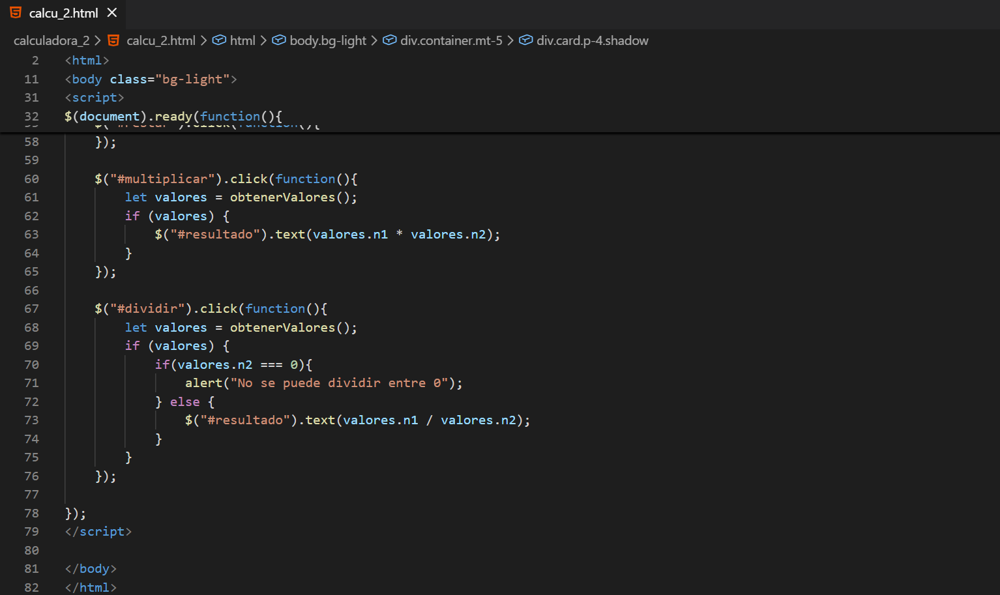 calcu_2.html
calculadora_2 > calcu_2.html > html > body.bg-light > div.container.mt-5 > div.card.p-4.shadow
2 <html>
11 <body class="bg-light">
31 <script>
32 $(document).ready(function(){
58 });
59
60 $("#multiplicar").click(function(){
61 let valores = obtenerValores();
62 if (valores) {
63 $("#resultado").text(valores.n1 * valores.n2);
64 }
65 });
66
67 $("#dividir").click(function(){
68 let valores = obtenerValores();
69 if (valores) {
70 if(valores.n2 === 0){
71 alert("No se puede dividir entre 0");
72 } else {
73 $("#resultado").text(valores.n1 / valores.n2);
74 }
75 }
76 });
77
78 });
79 </script>
80
81 </body>
82 </html>